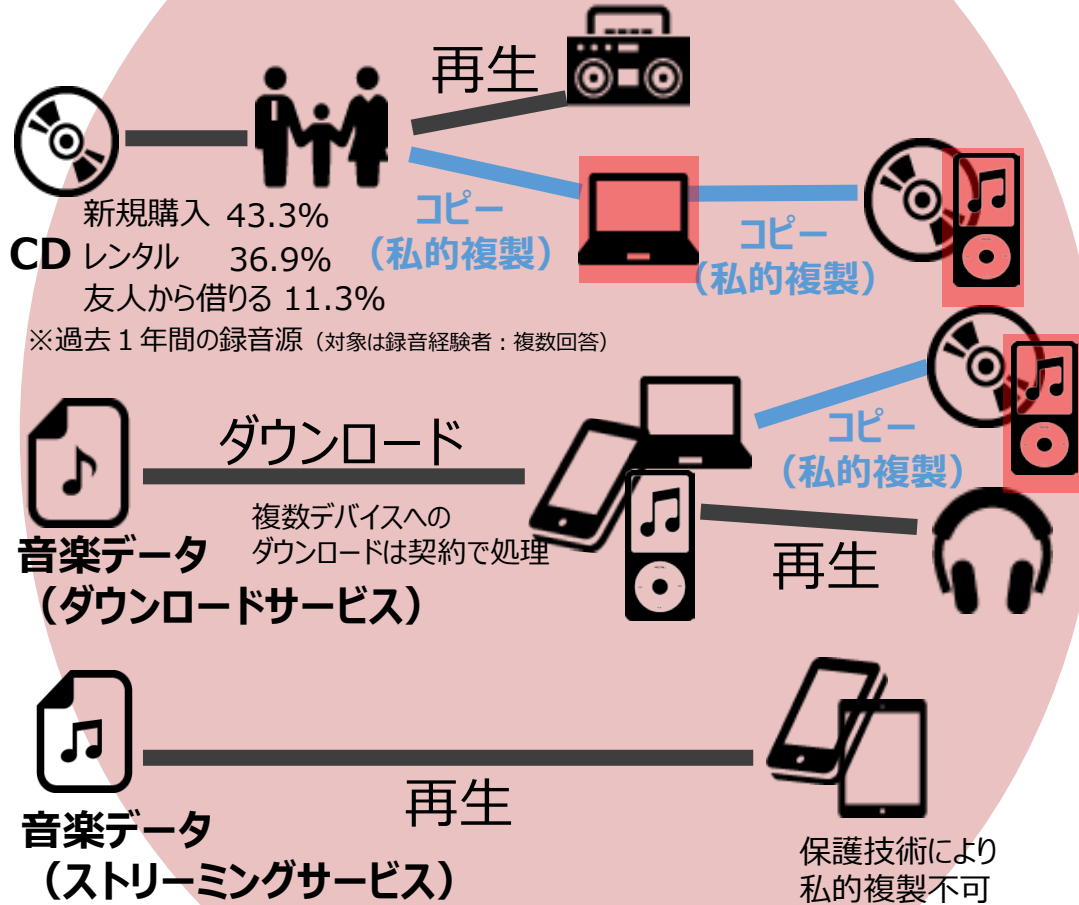 再生
新規購入 43.3%
CD レンタル 36.9%
友人から借りる 11.3%
※過去１年間の録音源（対象は録音経験者：複数回答）
コピー
（私的複製）
コピー
（私的複製）
ダウンロード
複数デバイスへの
ダウンロードは契約で処理
音楽データ
（ダウンロードサービス）
コピー
（私的複製）
再生
再生
音楽データ
（ストリーミングサービス）
保護技術により
私的複製不可